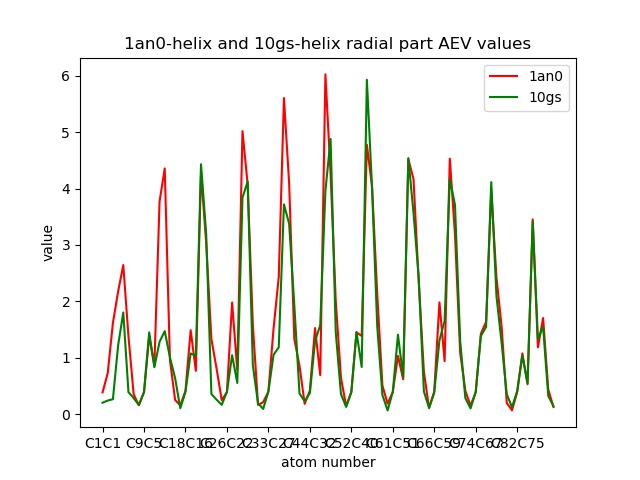 1an0-helix and 10gs-helix radial part AEV values
1an0
10gs
6
5
4
3
2
1
0
value
C1C1 C9C5 C18C16 C26C22 C33C27 C44C32 C52C40 C61C51 C66C59 C74C67 C82C75
atom number